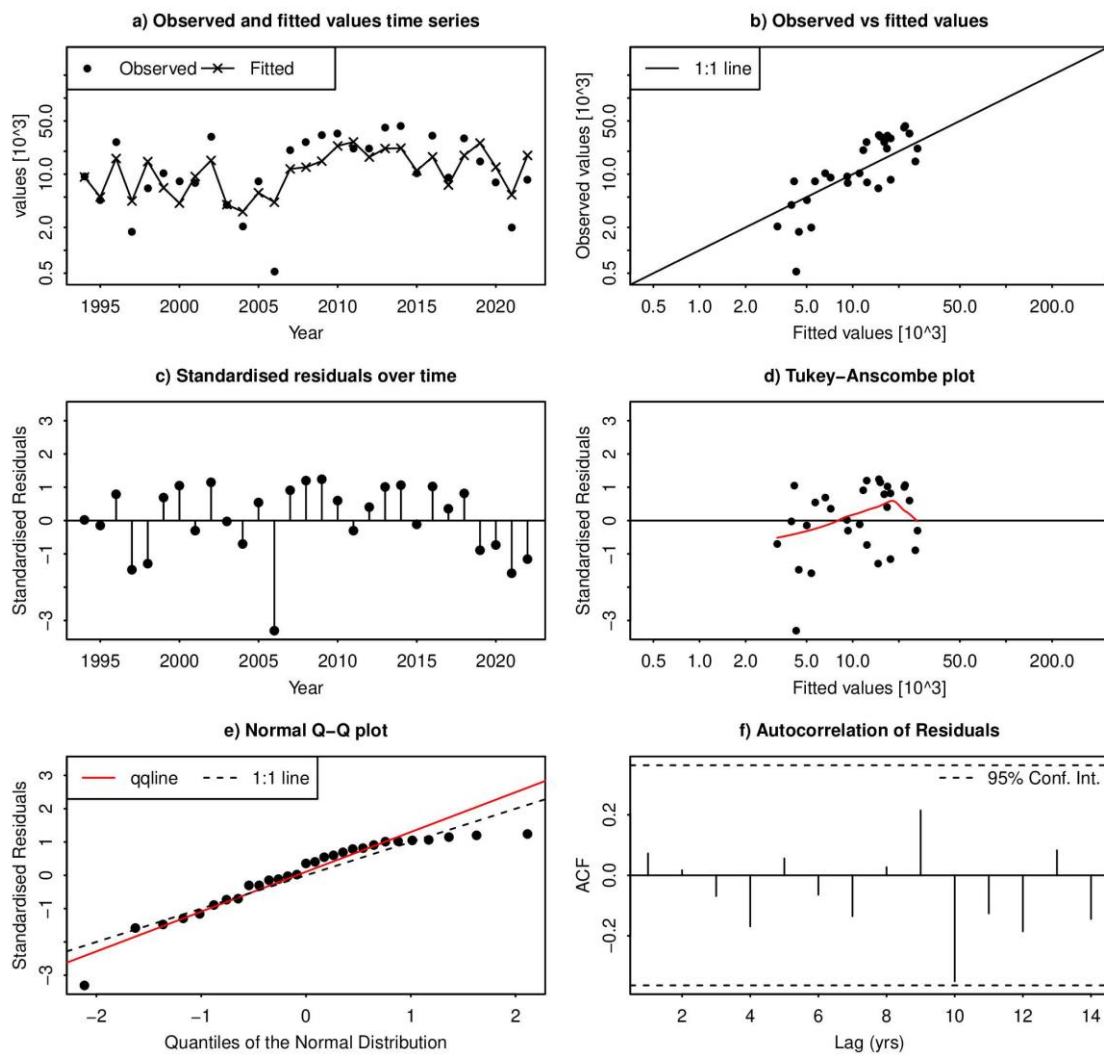 a) Observed and fitted values time series
Observed
Fitted
values [10^3]
0.5
2.0
10.0
50.0
1995
2000
2005
2010
2015
2020
Year
b) Observed vs fitted values
1:1 line
Observed values [10^3]
0.5
2.0
10.0
50.0
0.5
1.0
2.0
5.0
10.0
50.0
200.0
Fitted values [10^3]
c) Standardised residuals over time
Standardised Residuals
3
2
1
0
−1
−3
1995
2000
2005
2010
2015
2020
Year
d) Tukey−Anscombe plot
Standardised Residuals
3
2
1
0
−1
−3
0.5
1.0
2.0
5.0
10.0
50.0
200.0
Fitted values [10^3]
e) Normal Q−Q plot
qqline
1:1 line
Standardised Residuals
3
2
1
0
−1
−3
−2
−1
0
1
2
Quantiles of the Normal Distribution
f) Autocorrelation of Residuals
95% Conf. Int.
ACF
0.2
0.0
−0.2
2
4
6
8
10
12
14
Lag (yrs)